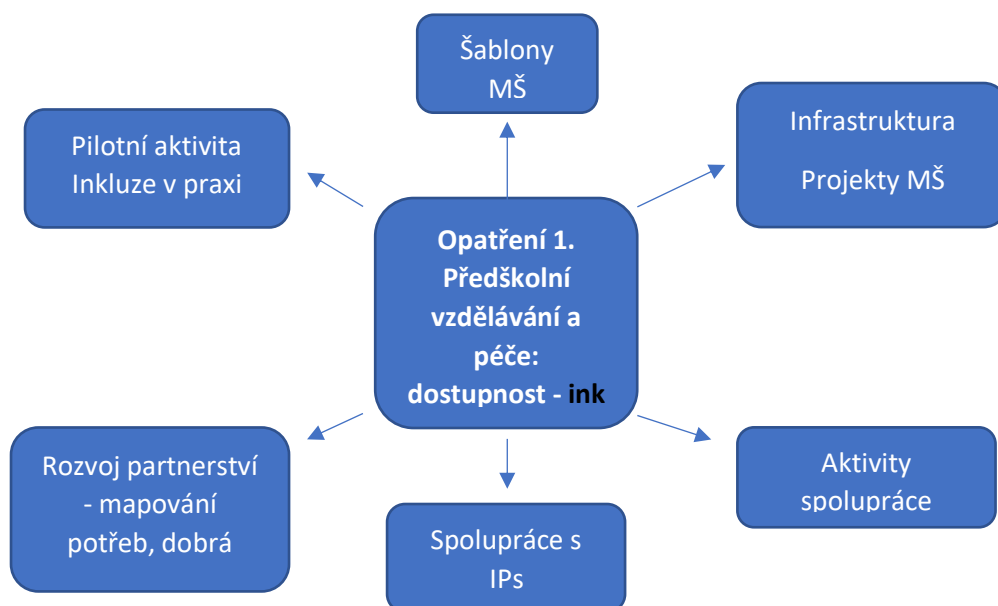 Šablony
MŠ
Infrastruktura
Projekty MŠ
Pilotní aktivita
Inkluze v praxi
Opatření 1.
Předškolní
vzdělávání a
péče:
dostupnost - ink
Rozvoj partnerství
- mapování
potřeb, dobrá
Spolupráce s
IPs
Aktivity
spolupráce